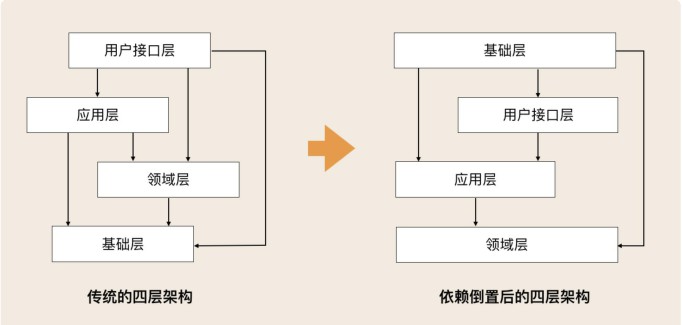 用户接口层
应用层
领域层
基础层
传统的四层架构
基础层
用户接口层
应用层
领域层
依赖倒置后的四层架构